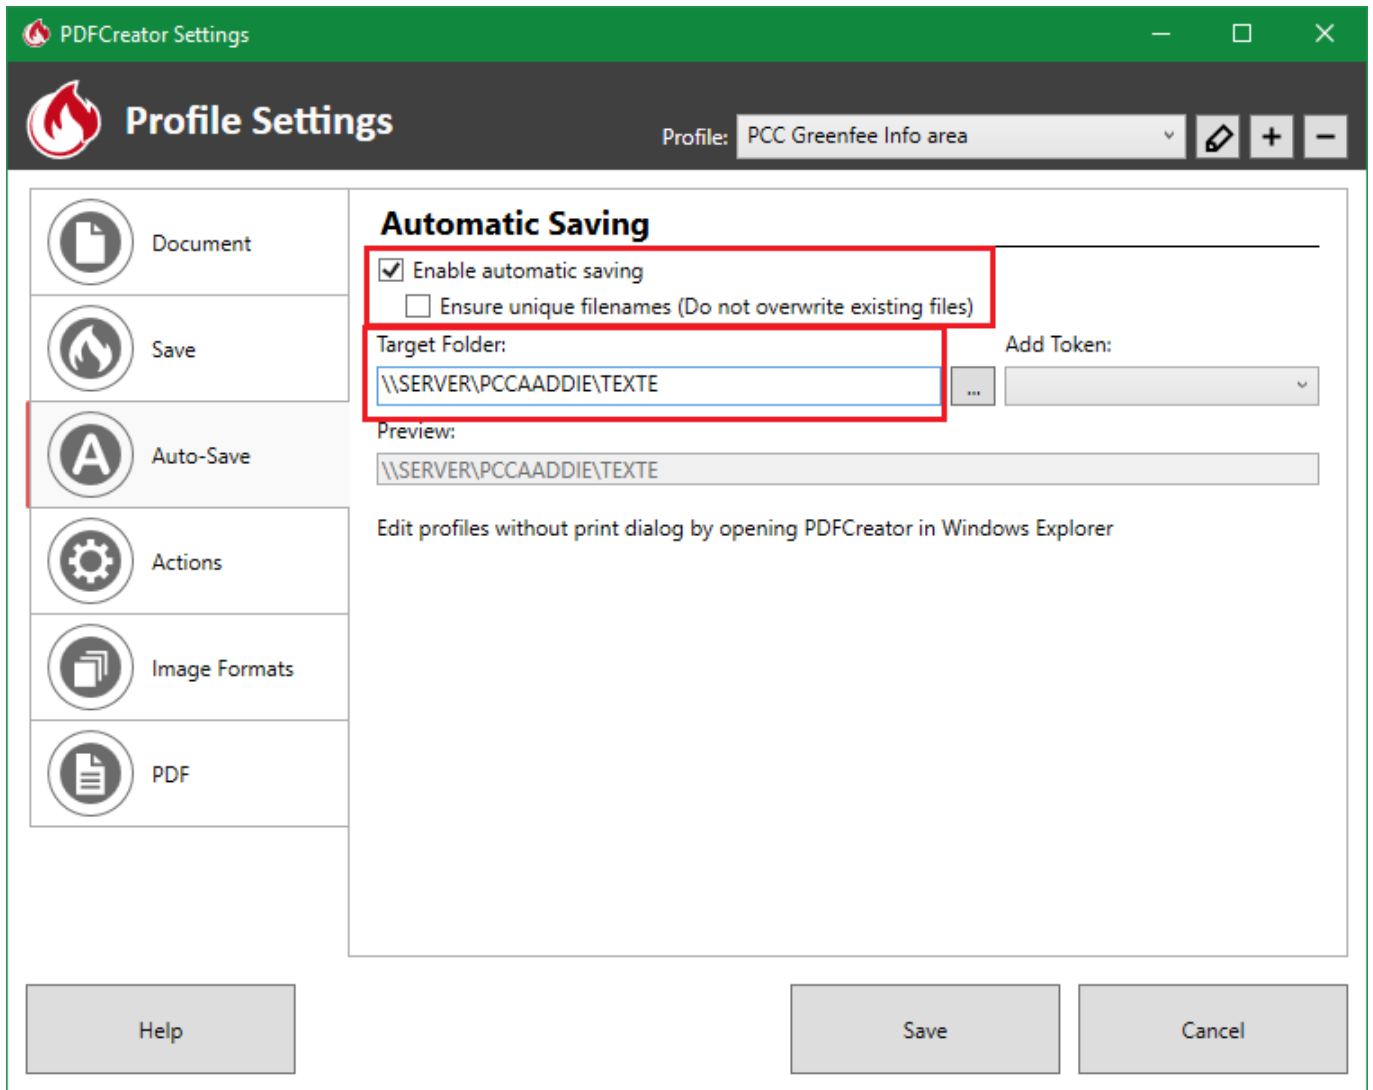 PDFCreator Settings
Profile Settings
Profile:
PCC Greenfee Info area
Document
Save
Auto-Save
Actions
Image Formats
PDF
Automatic Saving
Enable automatic saving
Ensure unique filenames (Do not overwrite existing files)
Target Folder:
Add Token:
\\SERVER\PCCAADDIE\TEXTE
...
Preview:
\\SERVER\PCCAADDIE\TEXTE
Edit profiles without print dialog by opening PDFCreator in Windows Explorer
Help
Save
Cancel